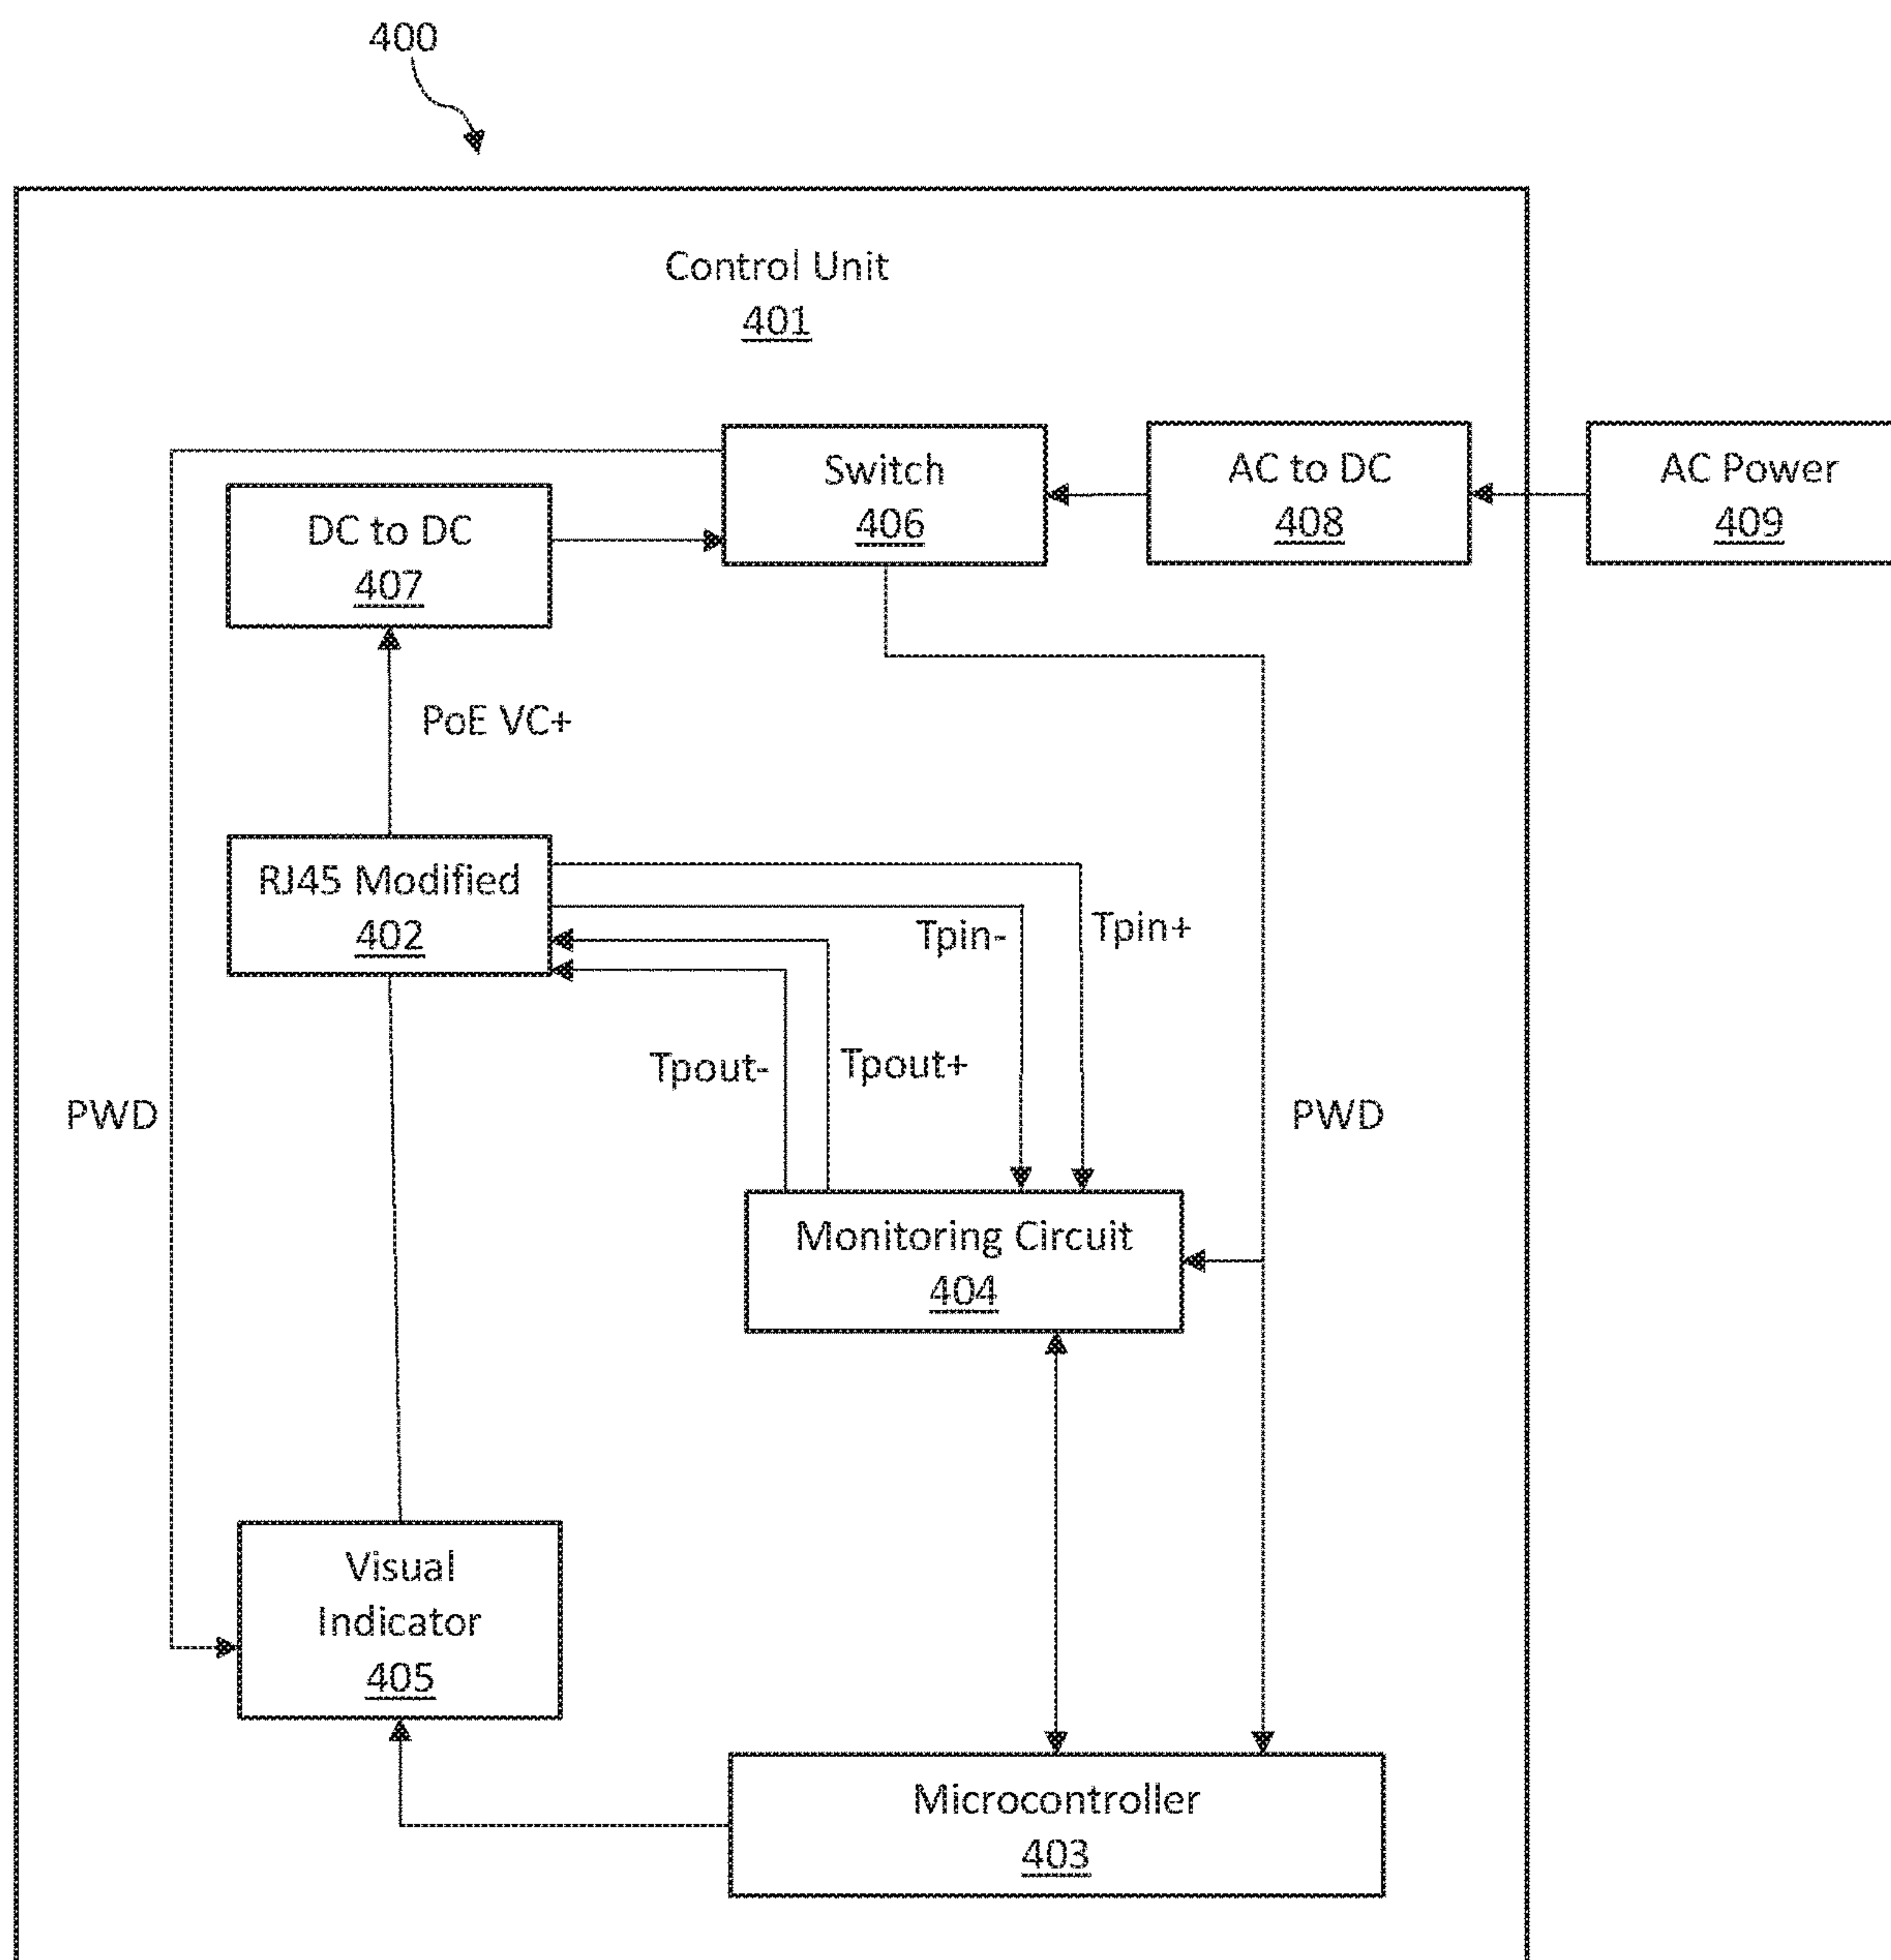 400
Control Unit
401
Switch
406
AC to DC
408
AC Power
409
DC to DC
407
PoE VC+
RJ45 Modified
402
Tpin-
Tpin+
Tpout-
Tpout+
PWD
PWD
Monitoring Circuit
404
Visual
Indicator
405
Microcontroller
403